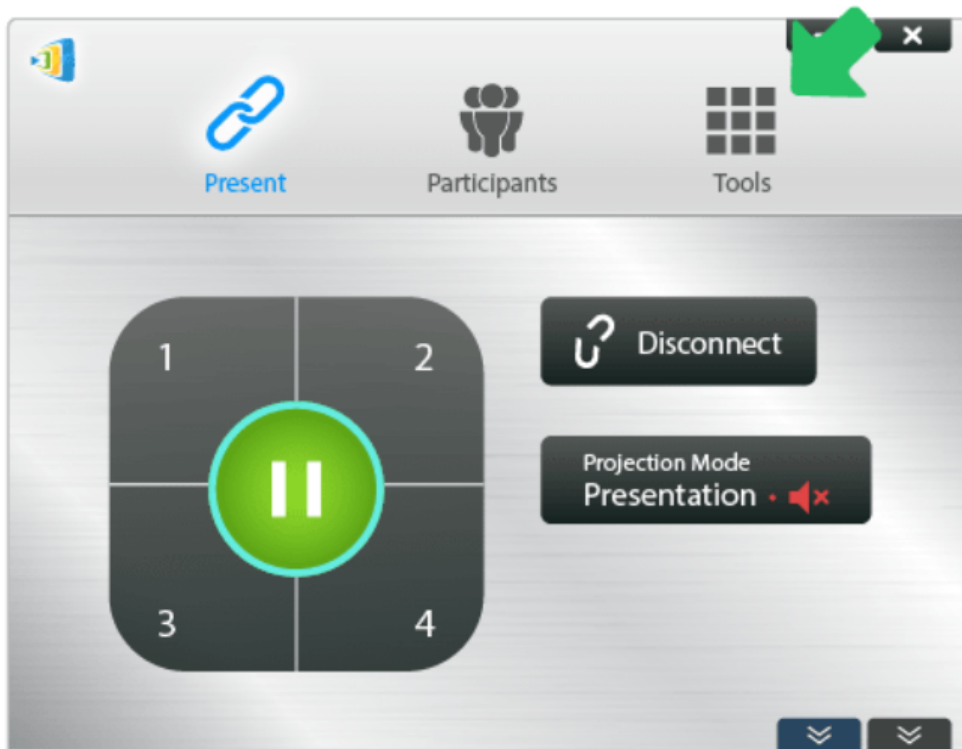 Present
Participants
Tools
1
2
Disconnect
Projection Mode
Presentation
3
4